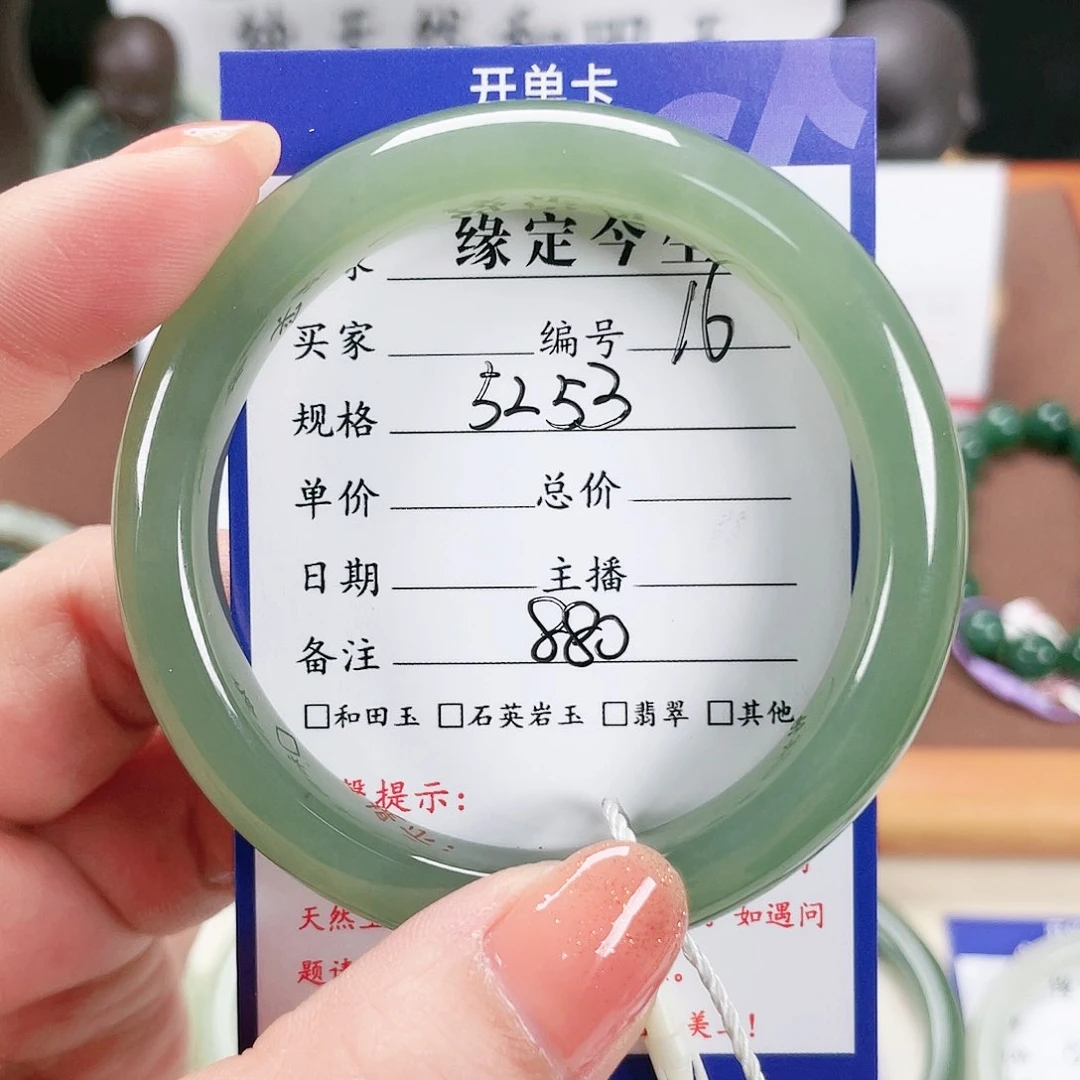 开单卡
缘定今生
买家 编号 16
规格 5253
单价 总价
日期 主播
备注 880
□和田玉 □石英岩玉 □翡翠 □其他
提示：
天然 如遇问
题 。
美 ！